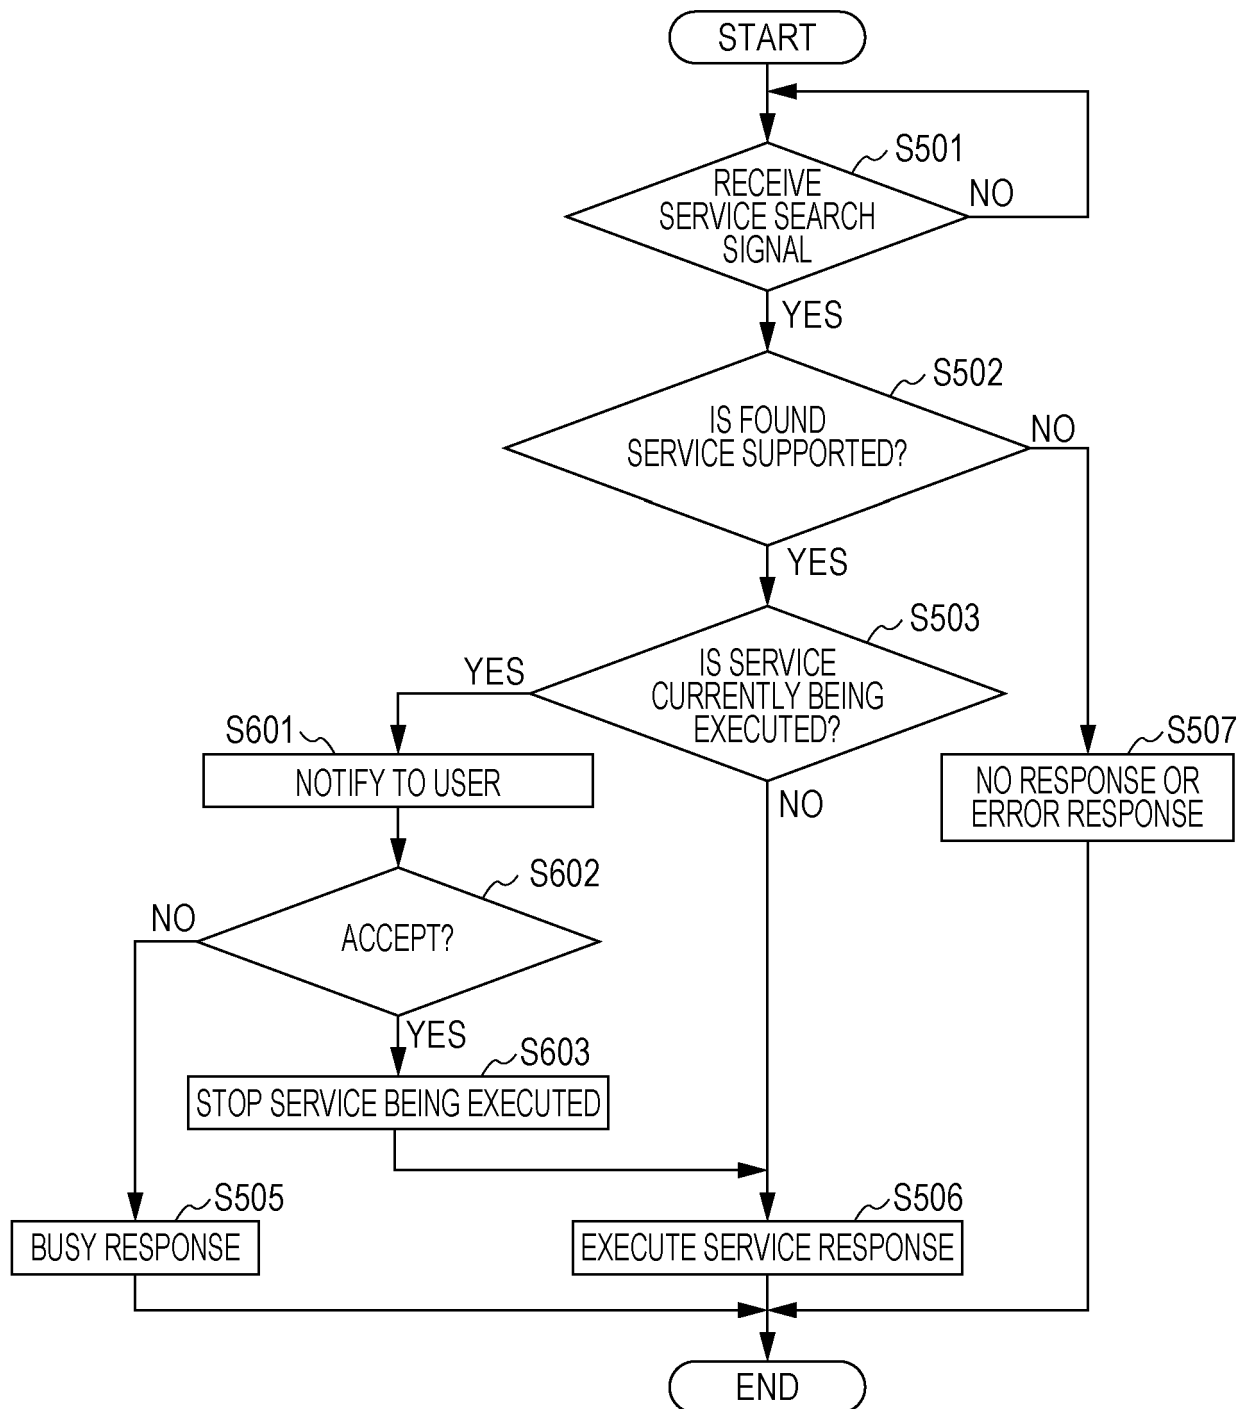 START
S501
RECEIVE
SERVICE SEARCH
SIGNAL
NO
YES
S502
IS FOUND
SERVICE SUPPORTED?
NO
YES
S503
IS SERVICE
CURRENTLY BEING
EXECUTED?
YES
NO
S601
NOTIFY TO USER
S507
NO RESPONSE OR
ERROR RESPONSE
S602
ACCEPT?
NO
YES
S603
STOP SERVICE BEING EXECUTED
S505
BUSY RESPONSE
S506
EXECUTE SERVICE RESPONSE
END